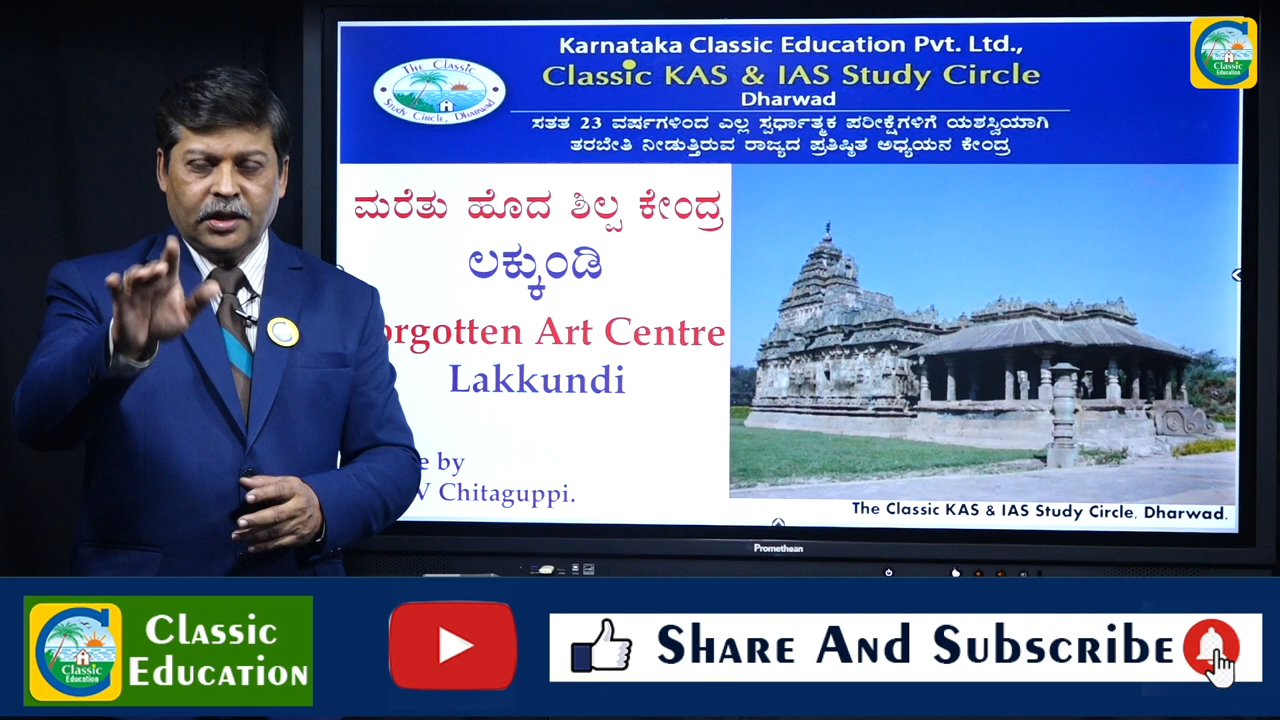 Karnataka Classic Education Pvt. Ltd.,
Classic KAS & IAS Study Circle
Dharwad
ಸತತ 23 ವರ್ಷಗಳಿಂದ ಎಲ್ಲ ಸ್ಪರ್ಧಾತ್ಮಕ ಪರೀಕ್ಷೆಗಳಿಗೆ ಯಶಸ್ವಿಯಾಗಿ
ತರಬೇತಿ ನೀಡುತ್ತಿರುವ ರಾಜ್ಯದ ಪ್ರತಿಷ್ಠಿತ ಅಧ್ಯಯನ ಕೇಂದ್ರ
The Classic
Study Circle, Dharwad
Classic
Education
ಮರೆತು ಹೊದ ಶಿಲ್ಪ ಕೇಂದ್ರ
ಲಕ್ಕುಂಡಿ
orgotten Art Centre
Lakkundi
e by
V Chitaguppi.
The Classic KAS & IAS Study Circle, Dharwad.
Promethean
Classic
Education
Classic
Education
Share And Subscribe